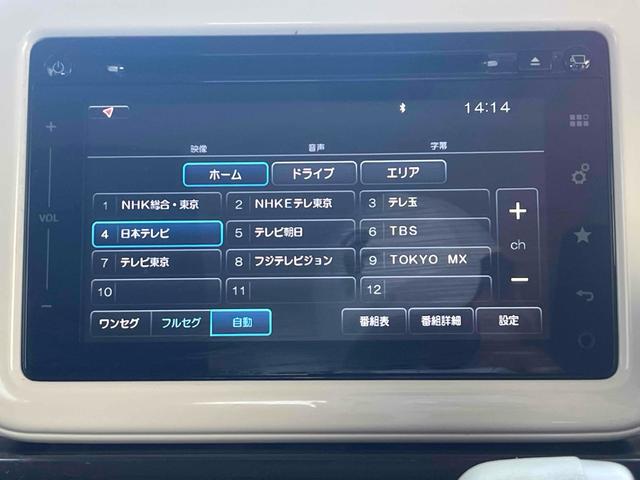 14:14
映像 音声 字幕
ホーム ドライブ エリア
+
1 NHK総合・東京 2 NHKEテレ東京 3 テレ玉
+
VOL
4 日本テレビ 5 テレビ朝日 6 TBS
ch
7 テレビ東京 8 フジテレビジョン 9 TOKYO MX
−
10 11 12
−
ワンセグ フルセグ 自動 番組表 番組詳細 設定